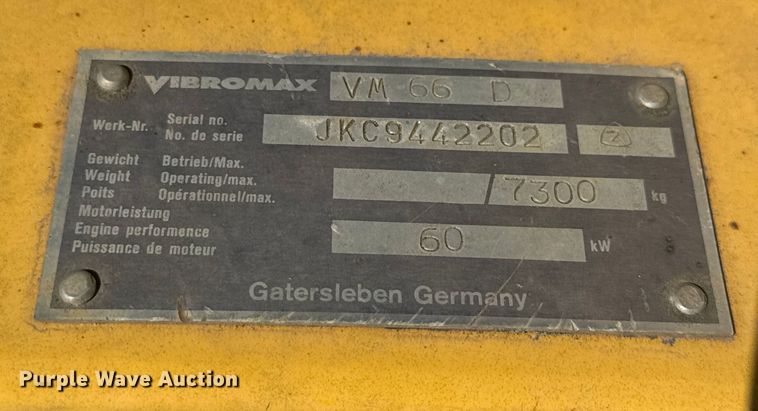 VIBROMAX VM 66 D
Werk-Nr. Serial no. JKC9442202 Z
No. de serie
Gewicht Betrieb/Max.
Weight Operating/max. / 7300 kg
Poits Opérationnel/max.
Motorleistung
Engine performence 60 kW
Puissance de moteur
Gatersleben Germany
Purple Wave Auction